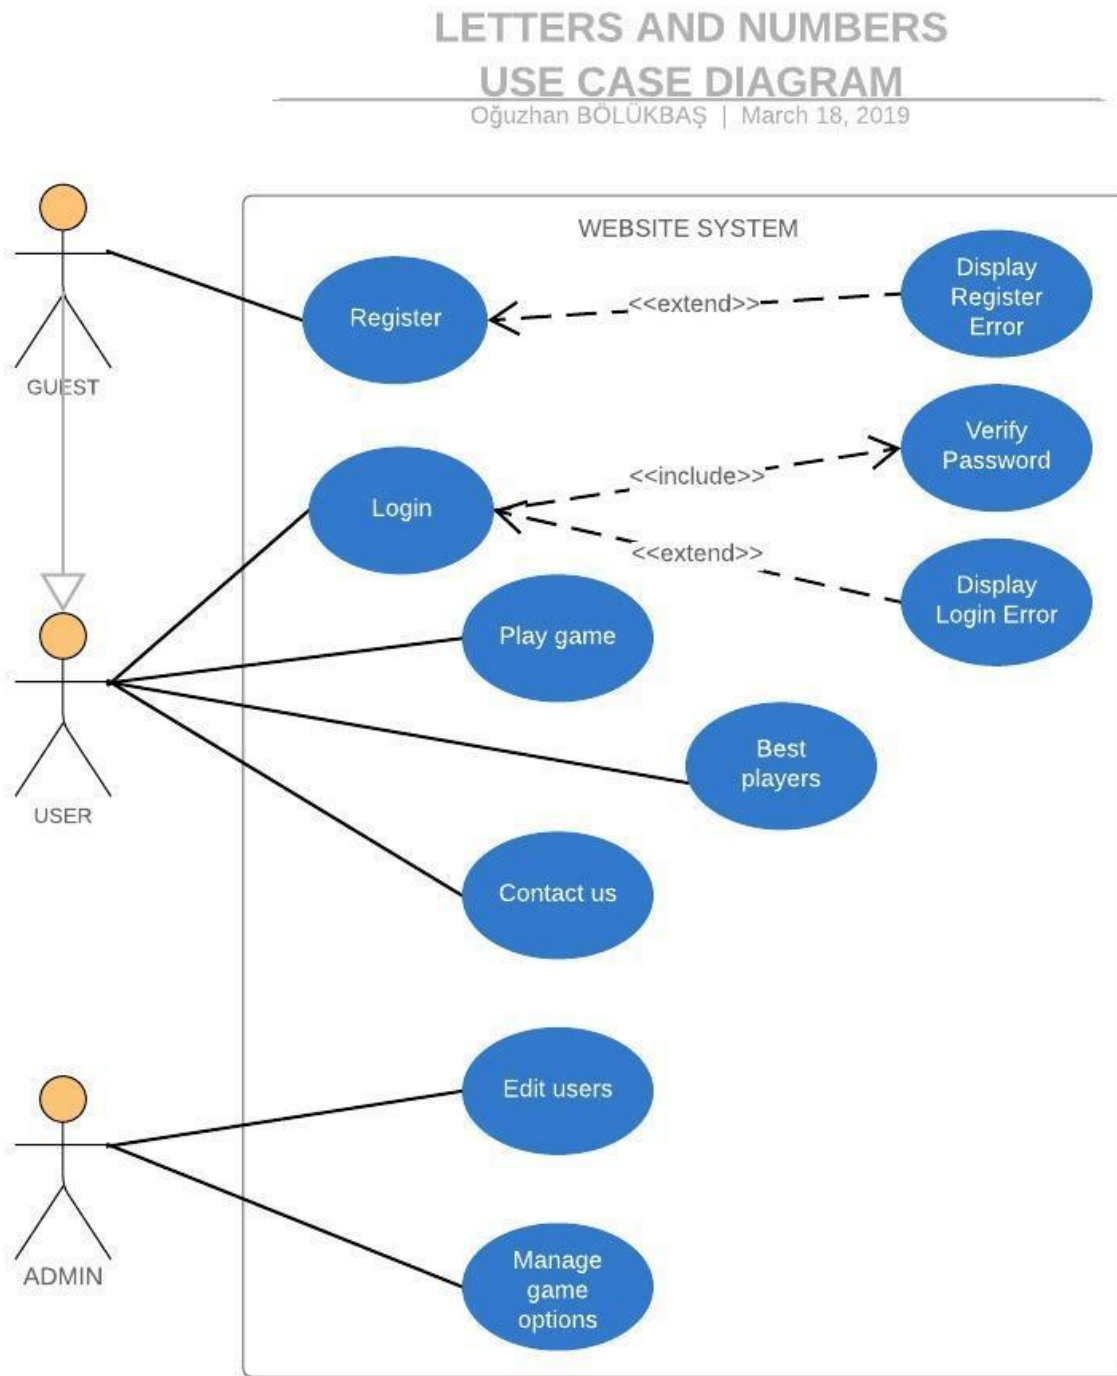 LETTERS AND NUMBERS
USE CASE DIAGRAM
Oğuzhan BÖLÜKBAŞ | March 18, 2019
WEBSITE SYSTEM
GUEST
Register
<<extend>>
Display
Register
Error
Login
<<include>>
Verify
Password
<<extend>>
Display
Login Error
USER
Play game
Best
players
Contact us
ADMIN
Edit users
Manage
game
options